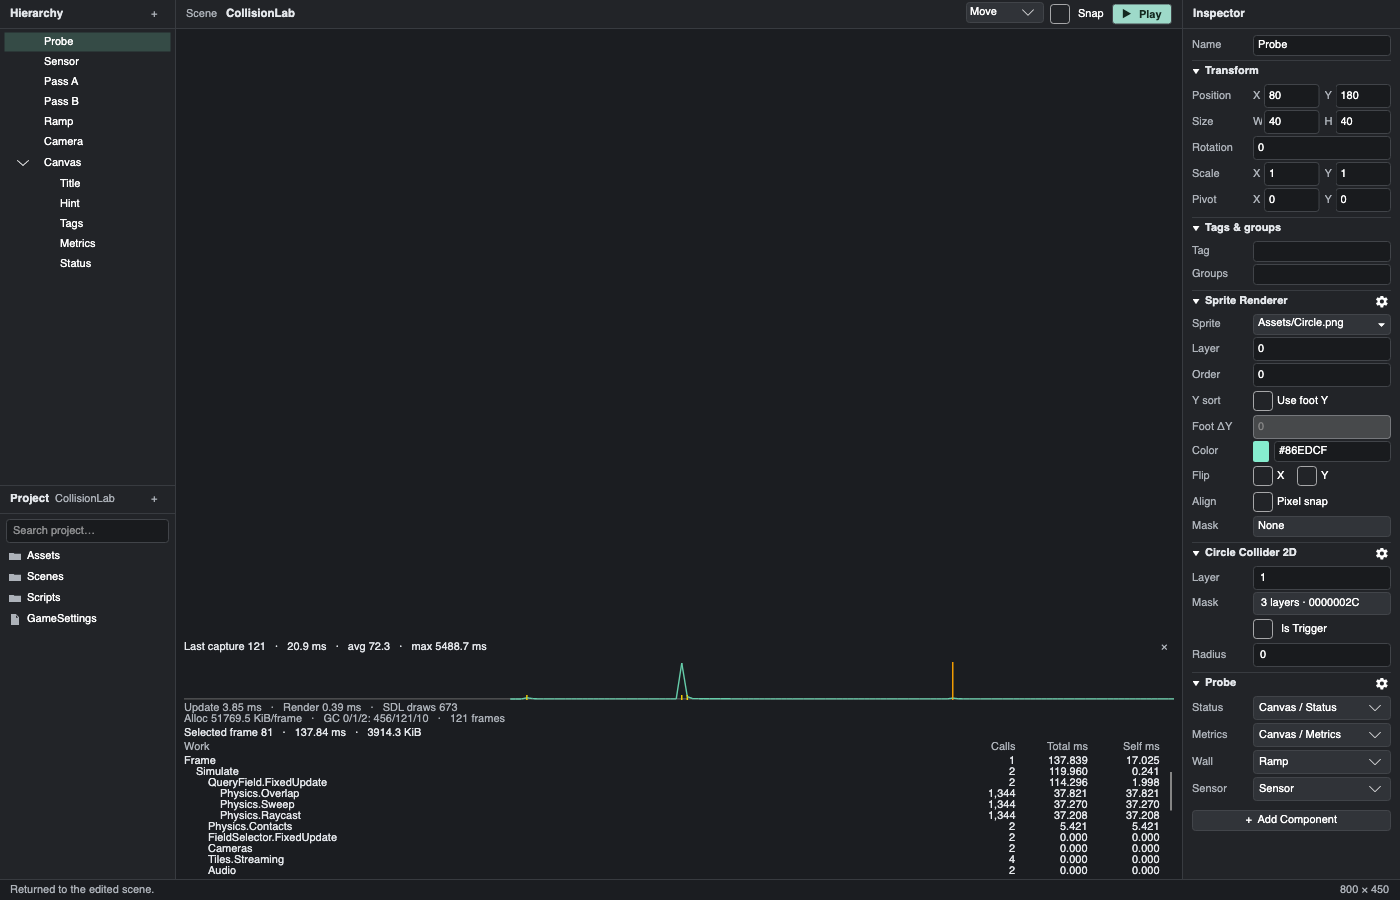 Hierarchy +
Probe
Sensor
Pass A
Pass B
Ramp
Camera
Canvas
Title
Hint
Tags
Metrics
Status
Project CollisionLab +
Search project...
Assets
Scenes
Scripts
GameSettings
Scene CollisionLab
Move Snap Play
Last capture 121 · 20.9 ms · avg 72.3 · max 5488.7 ms ×
Update 3.85 ms · Render 0.39 ms · SDL draws 673
Alloc 51769.5 KiB/frame · GC 0/1/2: 456/121/10 · 121 frames
Selected frame 81 · 137.84 ms · 3914.3 KiB
Work Calls Total ms Self ms
Frame 1 137.839 17.025
Simulate 2 119.960 0.241
QueryField.FixedUpdate 2 114.296 1.998
Physics.Overlap 1,344 37.821 37.821
Physics.Sweep 1,344 37.270 37.270
Physics.Raycast 1,344 37.208 37.208
Physics.Contacts 2 5.421 5.421
FieldSelector.FixedUpdate 2 0.000 0.000
Cameras 2 0.000 0.000
Tiles.Streaming 4 0.000 0.000
Audio 2 0.000 0.000
Inspector
Name Probe
Transform
Position X 80 Y 180
Size W 40 H 40
Rotation 0
Scale X 1 Y 1
Pivot X 0 Y 0
Tags & groups
Tag
Groups
Sprite Renderer
Sprite Assets/Circle.png
Layer 0
Order 0
Y sort Use foot Y
Foot ΔY 0
Color #86EDCF
Flip X Y
Align Pixel snap
Mask None
Circle Collider 2D
Layer 1
Mask 3 layers · 0000002C
Is Trigger
Radius 0
Probe
Status Canvas / Status
Metrics Canvas / Metrics
Wall Ramp
Sensor Sensor
+ Add Component
Returned to the edited scene. 800 × 450